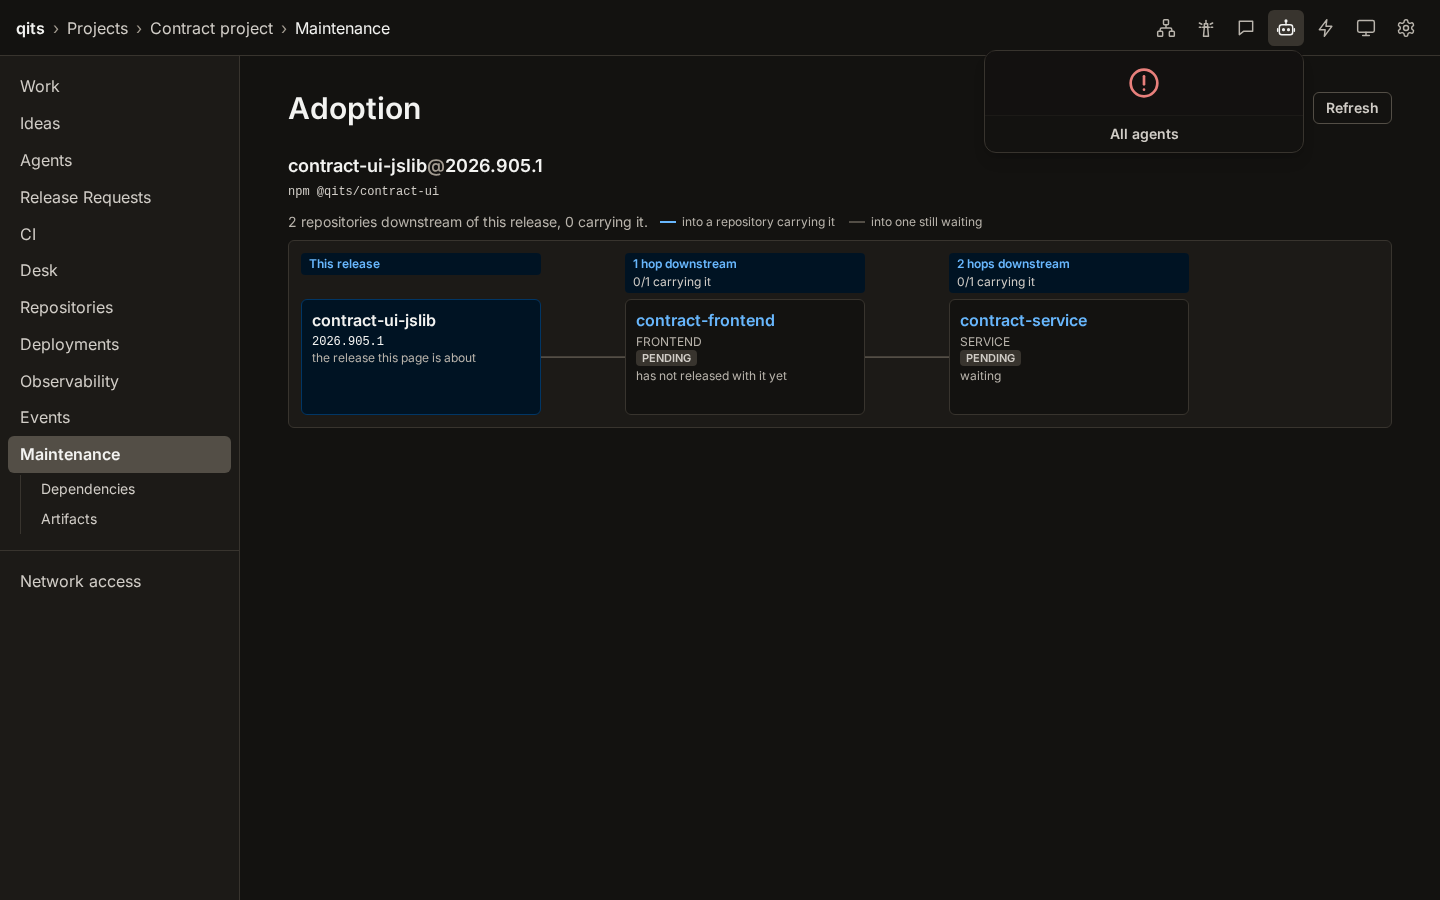 qits › Projects › Contract project › Maintenance
All agents
Work
Ideas
Agents
Release Requests
CI
Desk
Repositories
Deployments
Observability
Events
Maintenance
Dependencies
Artifacts
Network access
Adoption
Refresh
contract-ui-jslib@2026.905.1
npm @qits/contract-ui
2 repositories downstream of this release, 0 carrying it. into a repository carrying it into one still waiting
This release
contract-ui-jslib
2026.905.1
the release this page is about
1 hop downstream
0/1 carrying it
contract-frontend
FRONTEND
PENDING
has not released with it yet
2 hops downstream
0/1 carrying it
contract-service
SERVICE
PENDING
waiting